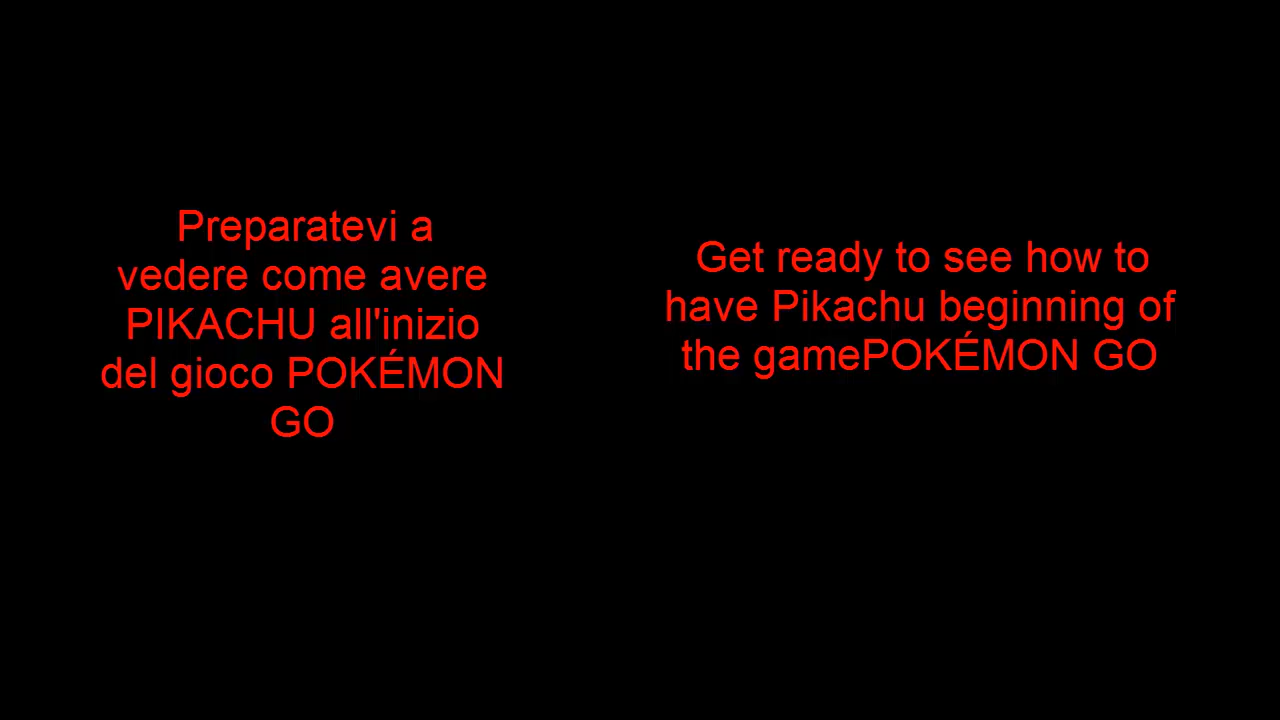 Preparatevi a
vedere come avere
PIKACHU all'inizio
del gioco POKÉMON
GO
Get ready to see how to
have Pikachu beginning of
the gamePOKÉMON GO